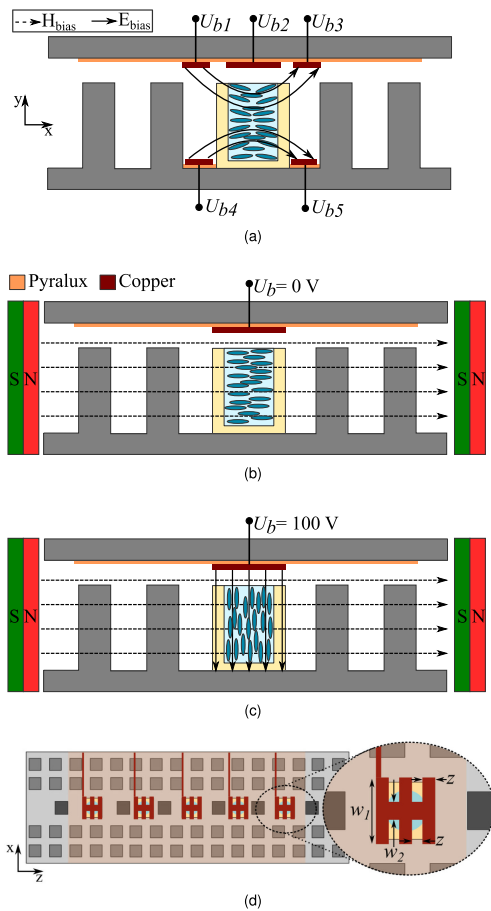 H_bias E_bias
U_b1 U_b2 U_b3
y
x
U_b4 U_b5
(a)
Pyralux Copper U_b = 0 V
S N S N
(b)
U_b = 100 V
S N S N
(c)
z
w_1
w_2 z
x
z
(d)